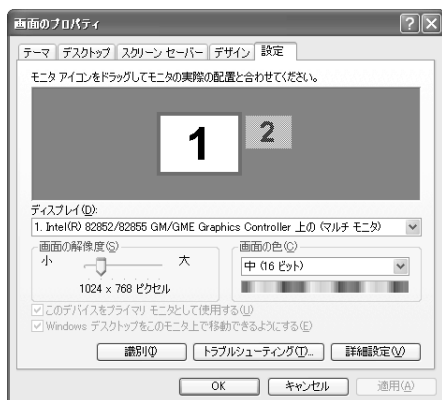 画面のプロパティ
テーマ デスクトップ スクリーン セーバー デザイン 設定
モニタ アイコンをドラッグしてモニタの実際の配置と合わせてください。
1 2
ディスプレイ(D):
1. Intel(R) 82852/82855 GM/GME Graphics Controller 上の (マルチ モニタ)
画面の解像度(S) 画面の色(C)
小 大 中 (16 ビット)
1024 x 768 ピクセル
このデバイスをプライマリ モニタとして使用する(U)
Windows デスクトップをこのモニタ上で移動できるようにする(E)
識別(I) トラブルシューティング(T)... 詳細設定(V)
OK キャンセル 適用(A)